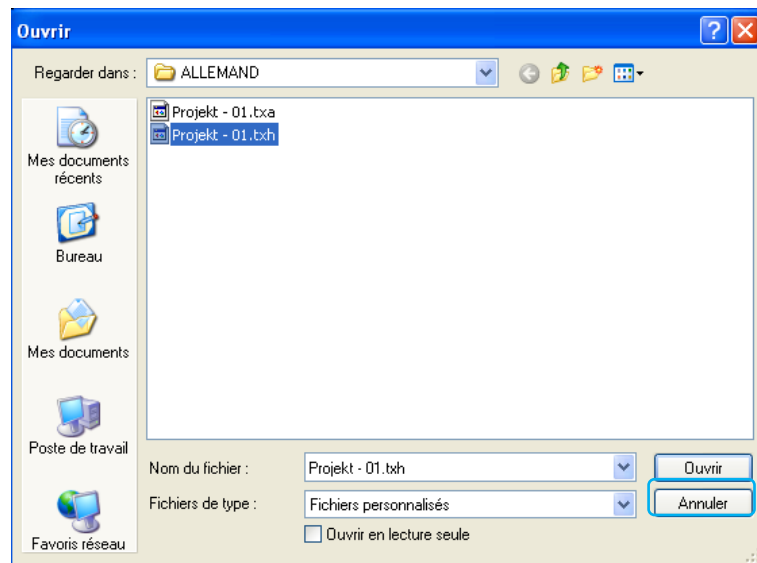 Ouvrir
Regarder dans :
ALLEMAND
Projekt - 01.txa
Projekt - 01.txh
Mes documents
récents
Bureau
Mes documents
Poste de travail
Favoris réseau
Nom du fichier :
Projekt - 01.txh
Ouvrir
Fichiers de type :
Fichiers personnalisés
Annuler
Ouvrir en lecture seule